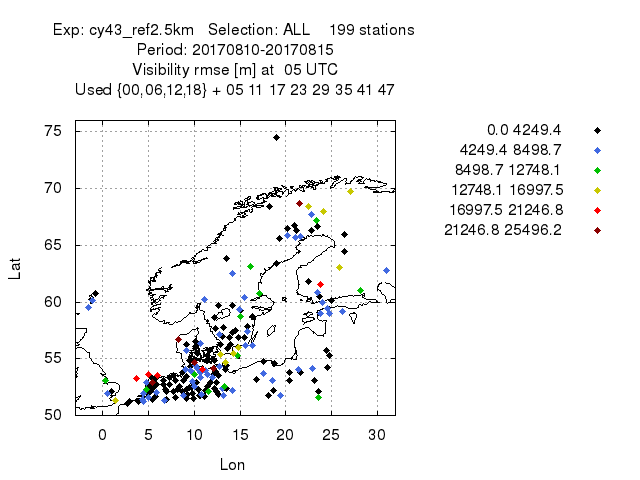 Exp: cy43_ref2.5km   Selection: ALL    199 stations
Period: 20170810-20170815
Visibility rmse [m] at  05 UTC
Used {00,06,12,18} + 05 11 17 23 29 35 41 47
0.0 4249.4
4249.4 8498.7
8498.7 12748.1
12748.1 16997.5
16997.5 21246.8
21246.8 25496.2
75
70
65
60
55
50
Lat
0 5 10 15 20 25 30
Lon